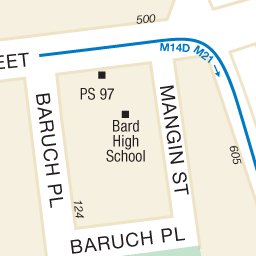 500
M14D M21
EET
PS 97
BARUCH PL
MANGIN ST
Bard
High
School
605
124
BARUCH PL